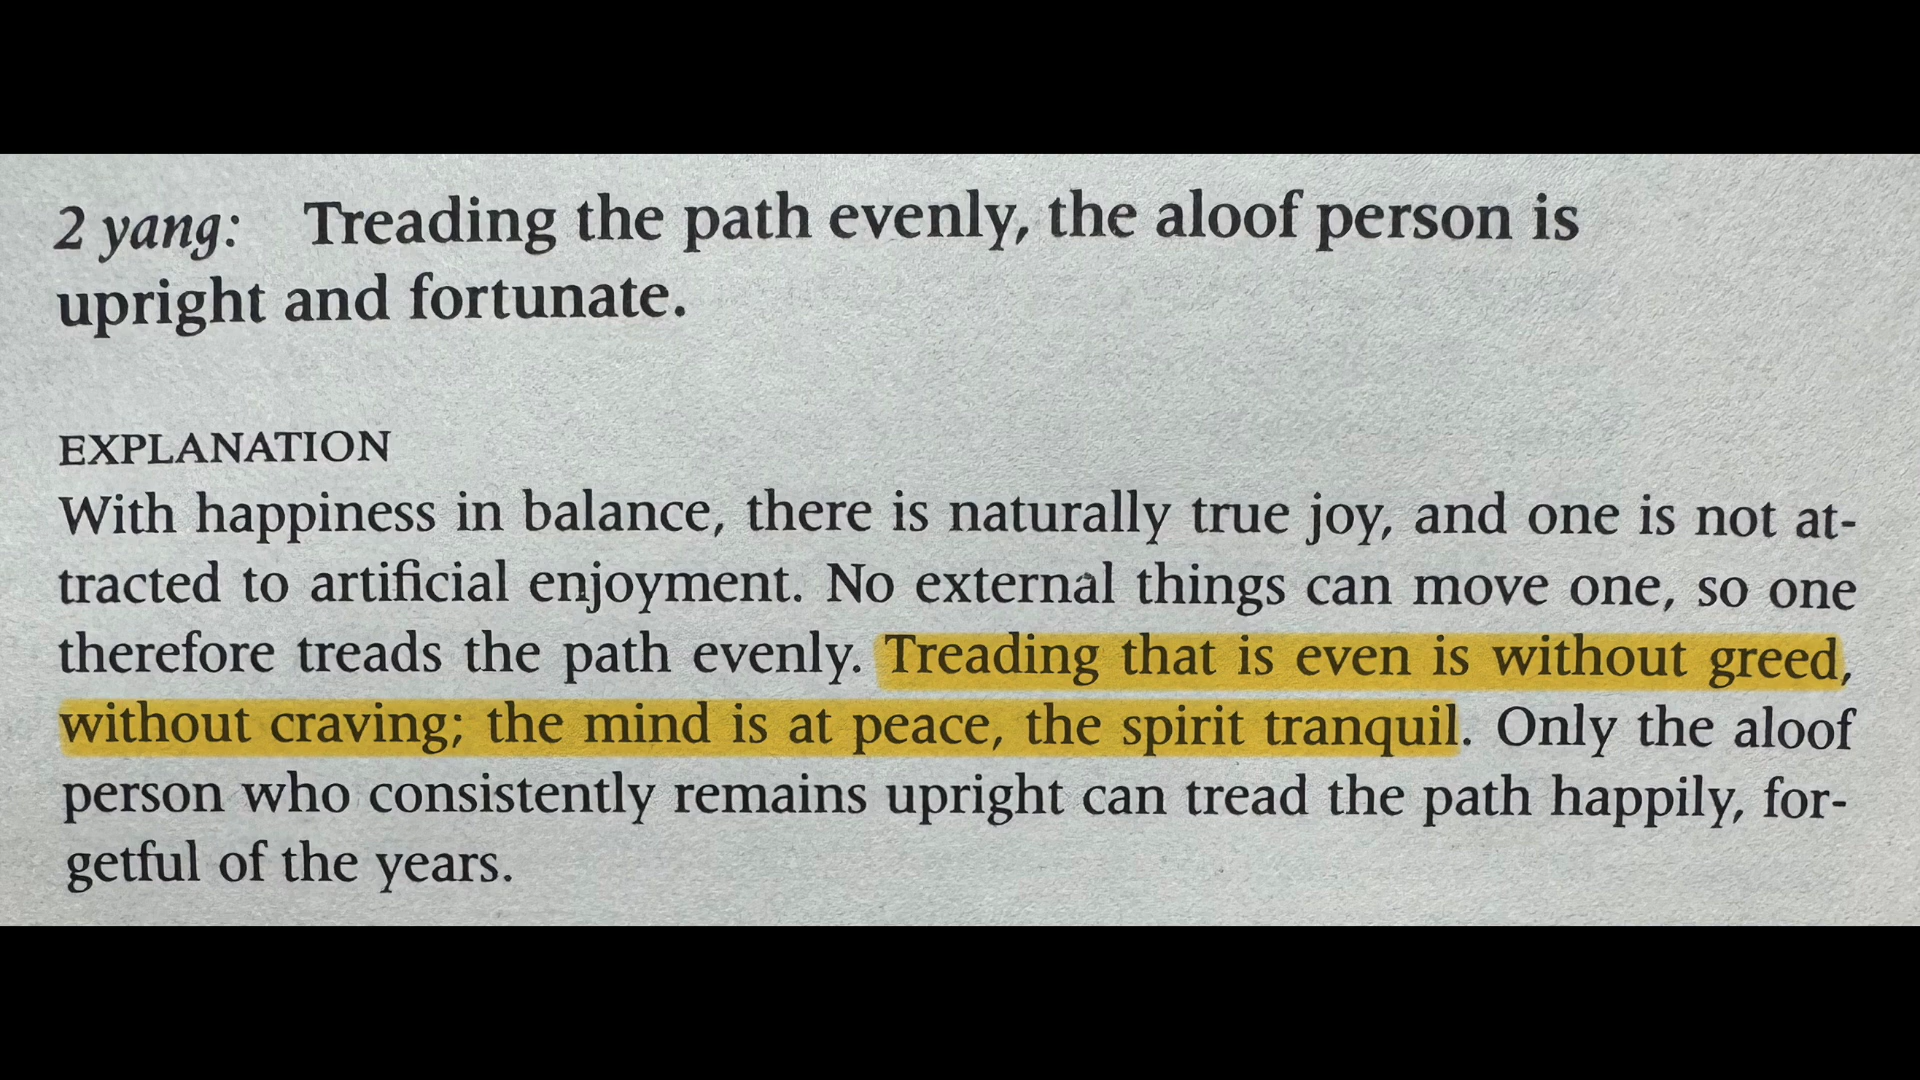 2 yang: Treading the path evenly, the aloof person is
upright and fortunate.
EXPLANATION
With happiness in balance, there is naturally true joy, and one is not at-
tracted to artificial enjoyment. No external things can move one, so one
therefore treads the path evenly. Treading that is even is without greed,
without craving; the mind is at peace, the spirit tranquil. Only the aloof
person who consistently remains upright can tread the path happily, for-
getful of the years.